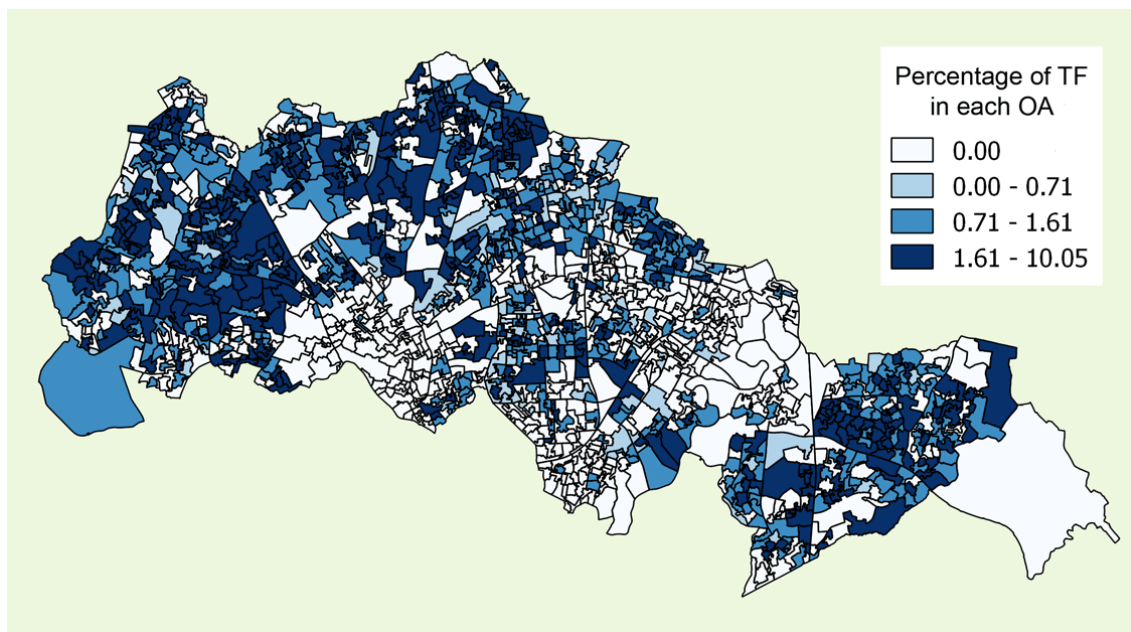 Percentage of TF
in each OA
0.00
0.00 - 0.71
0.71 - 1.61
1.61 - 10.05